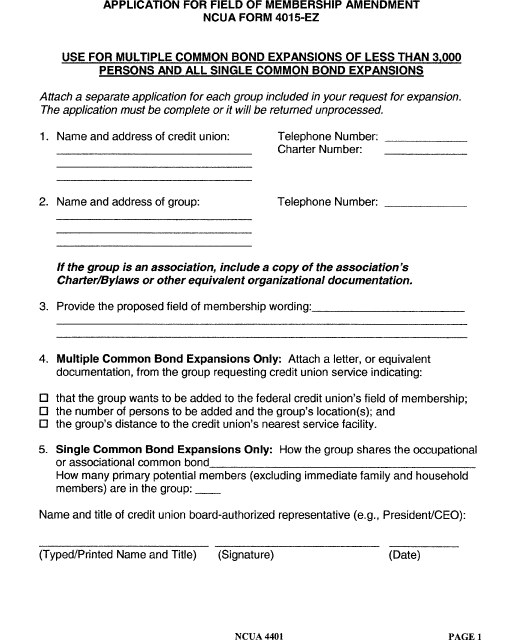 APPLICATION FOR FIELD OF MEMBERSHIP AMENDMENT
NCUA FORM 4015-EZ
USE FOR MULTIPLE COMMON BOND EXPANSIONS OF LESS THAN 3,000
PERSONS AND ALL SINGLE COMMON BOND EXPANSIONS
Attach a separate application for each group included in your request for expansion.
The application must be complete or it will be returned unprocessed.
1. Name and address of credit union: Telephone Number:
Charter Number:
2. Name and address of group: Telephone Number:
If the group is an association, include a copy of the association's
Charter/Bylaws or other equivalent organizational documentation.
3. Provide the proposed field of membership wording:
4. Multiple Common Bond Expansions Only: Attach a letter, or equivalent
documentation, from the group requesting credit union service indicating:
that the group wants to be added to the federal credit union's field of membership;
the number of persons to be added and the group's location(s); and
the group's distance to the credit union's nearest service facility.
5. Single Common Bond Expansions Only: How the group shares the occupational
or associational common bond
How many primary potential members (excluding immediate family and household
members) are in the group:
Name and title of credit union board-authorized representative (e.g., President/CEO):
(Typed/Printed Name and Title) (Signature) (Date)
NCUA 4401 PAGE 1